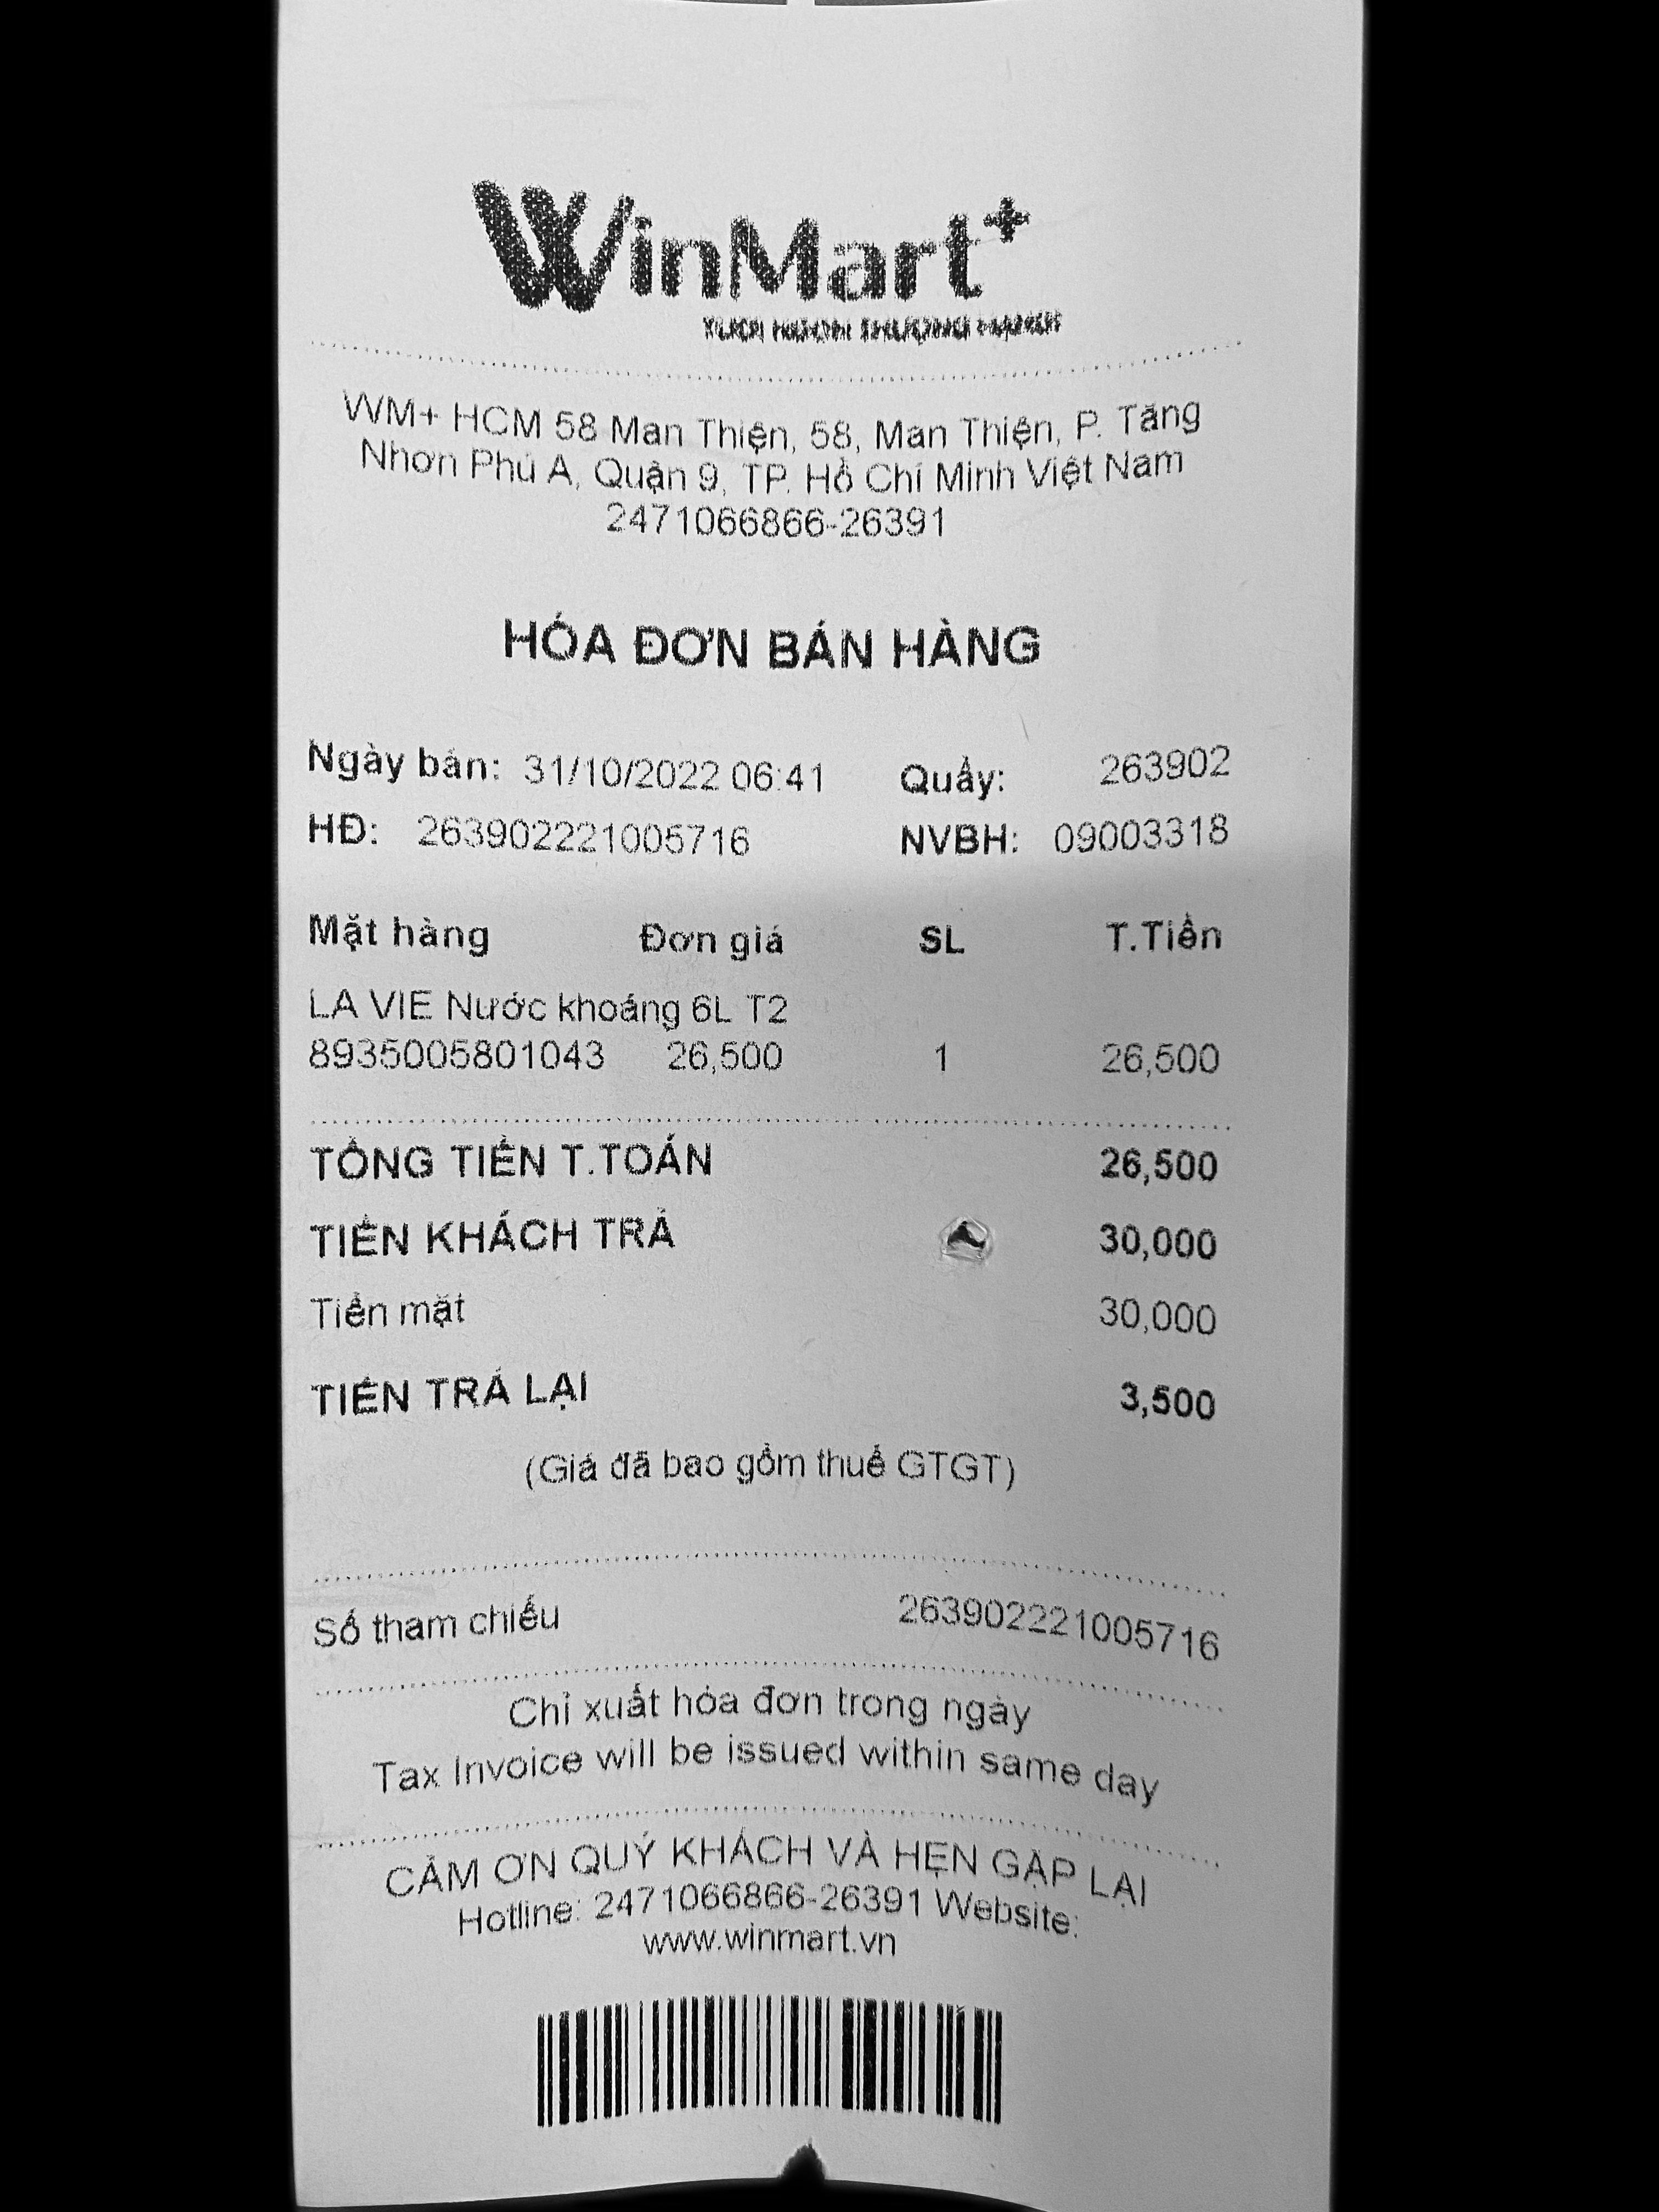 WinMart+
WM+ HCM 58 Man Thiện, 58, Man Thiện, P. Tăng
Nhơn Phú A, Quận 9, TP. Hồ Chí Minh Việt Nam
2471066866-26391
HÓA ĐƠN BÁN HÀNG
Ngày bán: 31/10/2022 06:41 Quầy: 263902
HĐ: 263902221005716 NVBH: 09003318
Mặt hàng Đơn giá SL T.Tiền
LA VIE Nước khoáng 6L T2
8935005801043 26,500 1 26,500
TỔNG TIỀN T.TOÁN 26,500
TIỀN KHÁCH TRẢ 30,000
Tiền mặt 30,000
TIỀN TRẢ LẠI 3,500
(Giá đã bao gồm thuế GTGT)
Số tham chiếu 263902221005716
Chỉ xuất hóa đơn trong ngày
Tax Invoice will be issued within same day
CẢM ƠN QUÝ KHÁCH VÀ HẸN GẶP LẠI
Hotline: 2471066866-26391 Website:
www.winmart.vn